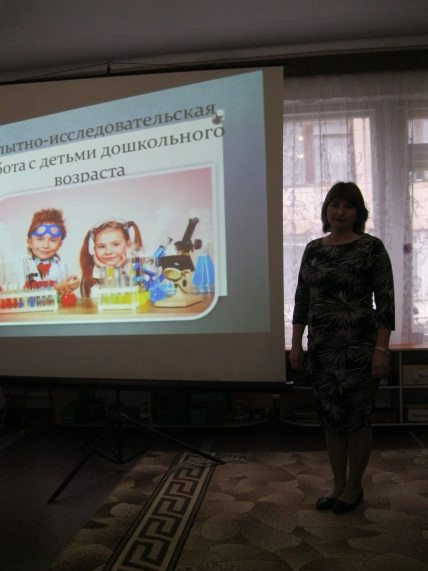 пытно-исследовательская
бота с детьми дошкольного
возраста